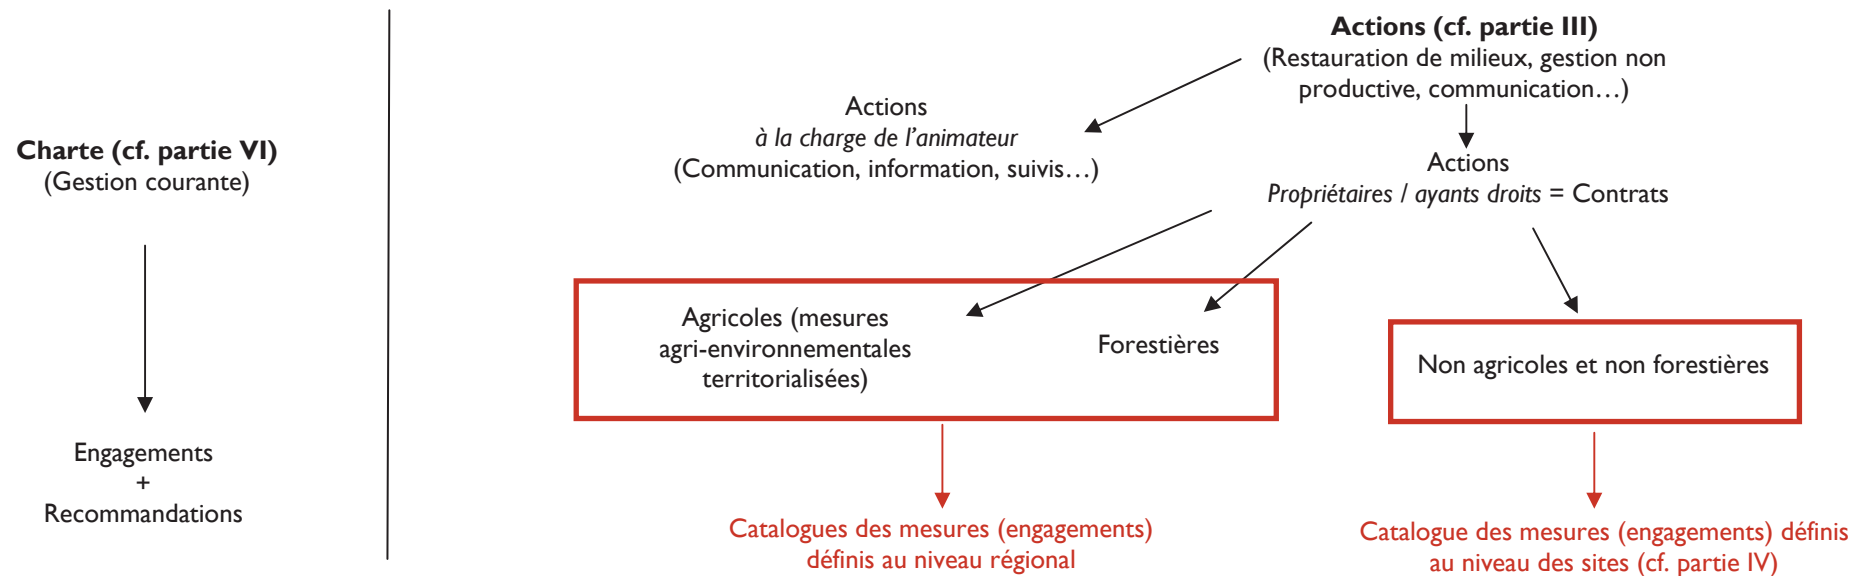 Charte (cf. partie VI)
(Gestion courante)
Engagements
+
Recommandations
Actions (cf. partie III)
(Restauration de milieux, gestion non
productive, communication…)
Actions
à la charge de l’animateur
(Communication, information, suivis…)
Actions
Propriétaires / ayants droits = Contrats
Agricoles (mesures
agri-environnementales
territorialisées)
Forestières
Non agricoles et non forestières
Catalogues des mesures (engagements)
définis au niveau régional
Catalogue des mesures (engagements) définis
au niveau des sites (cf. partie IV)